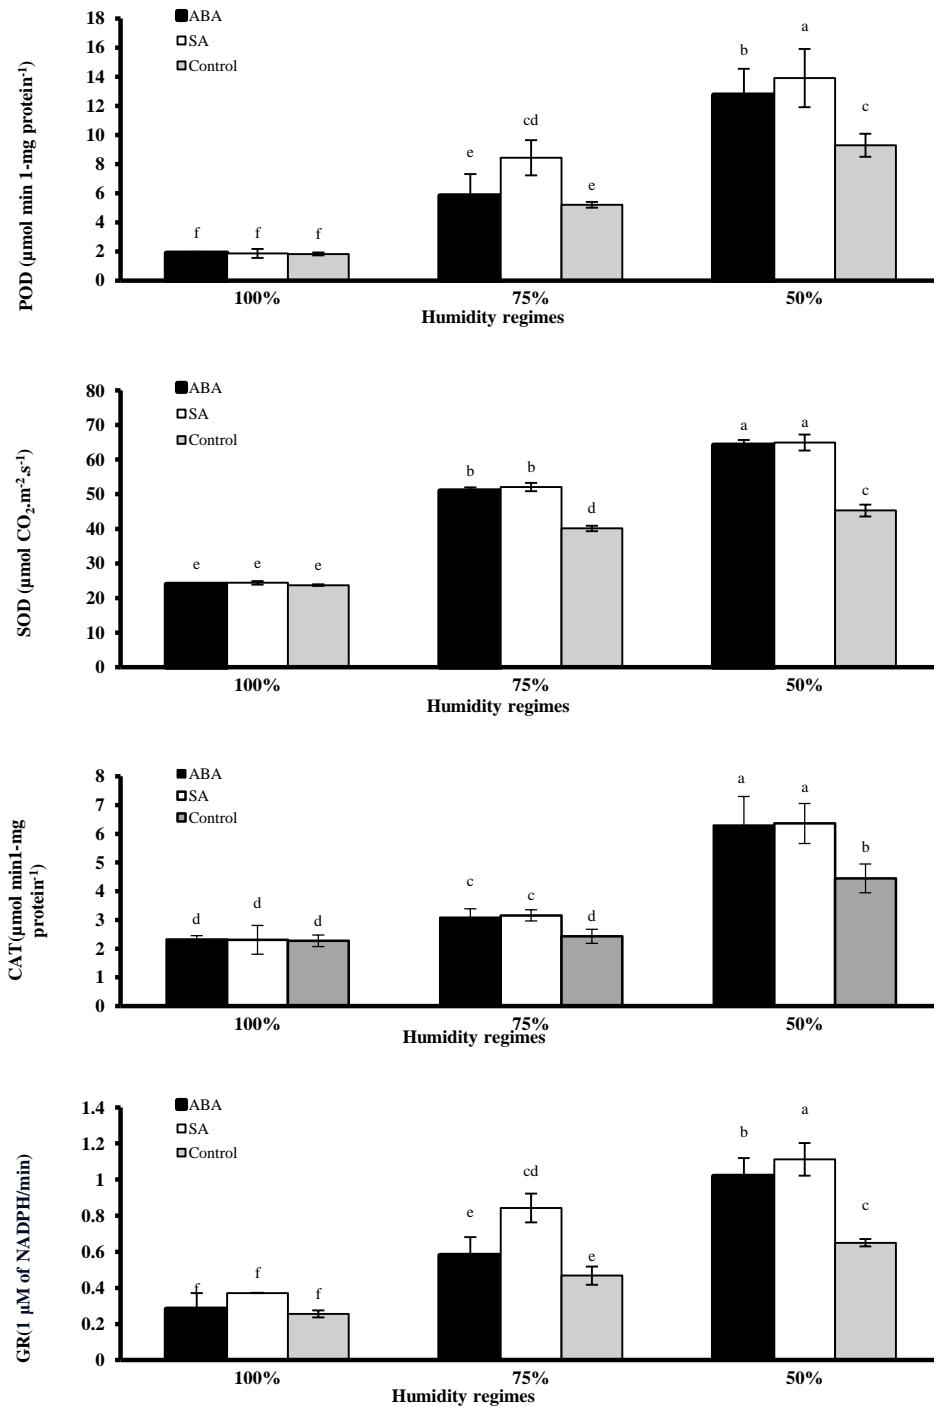 18
16
14
12
10
8
6
4
2
0
POD (µmol min 1-mg protein⁻¹)
ABA
SA
Control
f f f
e cd e
b a c
100% 75% 50%
Humidity regimes
80
70
60
50
40
30
20
10
0
SOD (µmol CO₂.m⁻².s⁻¹)
ABA
SA
Control
e e e
b b d
a a c
100% 75% 50%
Humidity regimes
8
7
6
5
4
3
2
1
0
CAT(µmol min1-mg
protein⁻¹)
ABA
SA
Control
d d d
c c d
a a b
100% 75% 50%
Humidity regimes
1.4
1.2
1
0.8
0.6
0.4
0.2
0
GR(1 µM of NADPH/min)
ABA
SA
Control
f f f
e cd e
b a c
100% 75% 50%
Humidity regimes